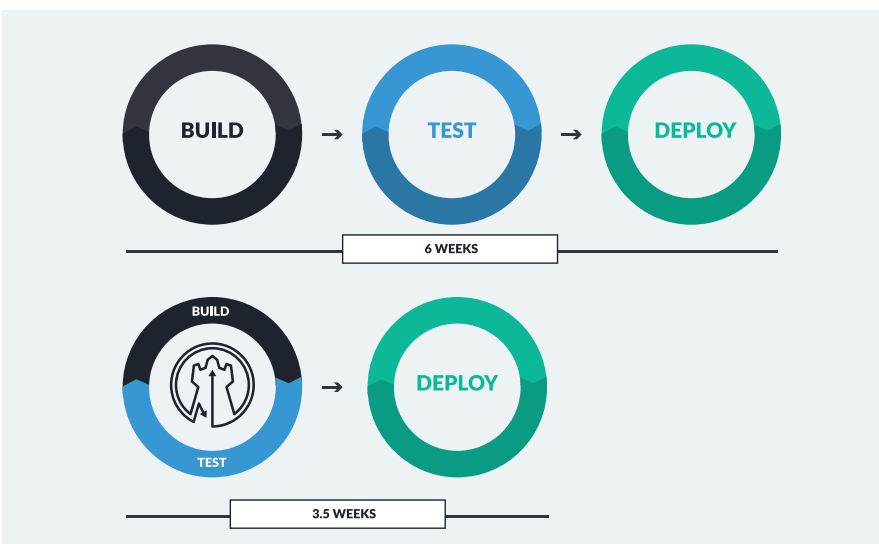 BUILD
TEST
DEPLOY
6 WEEKS
BUILD
DEPLOY
TEST
3.5 WEEKS